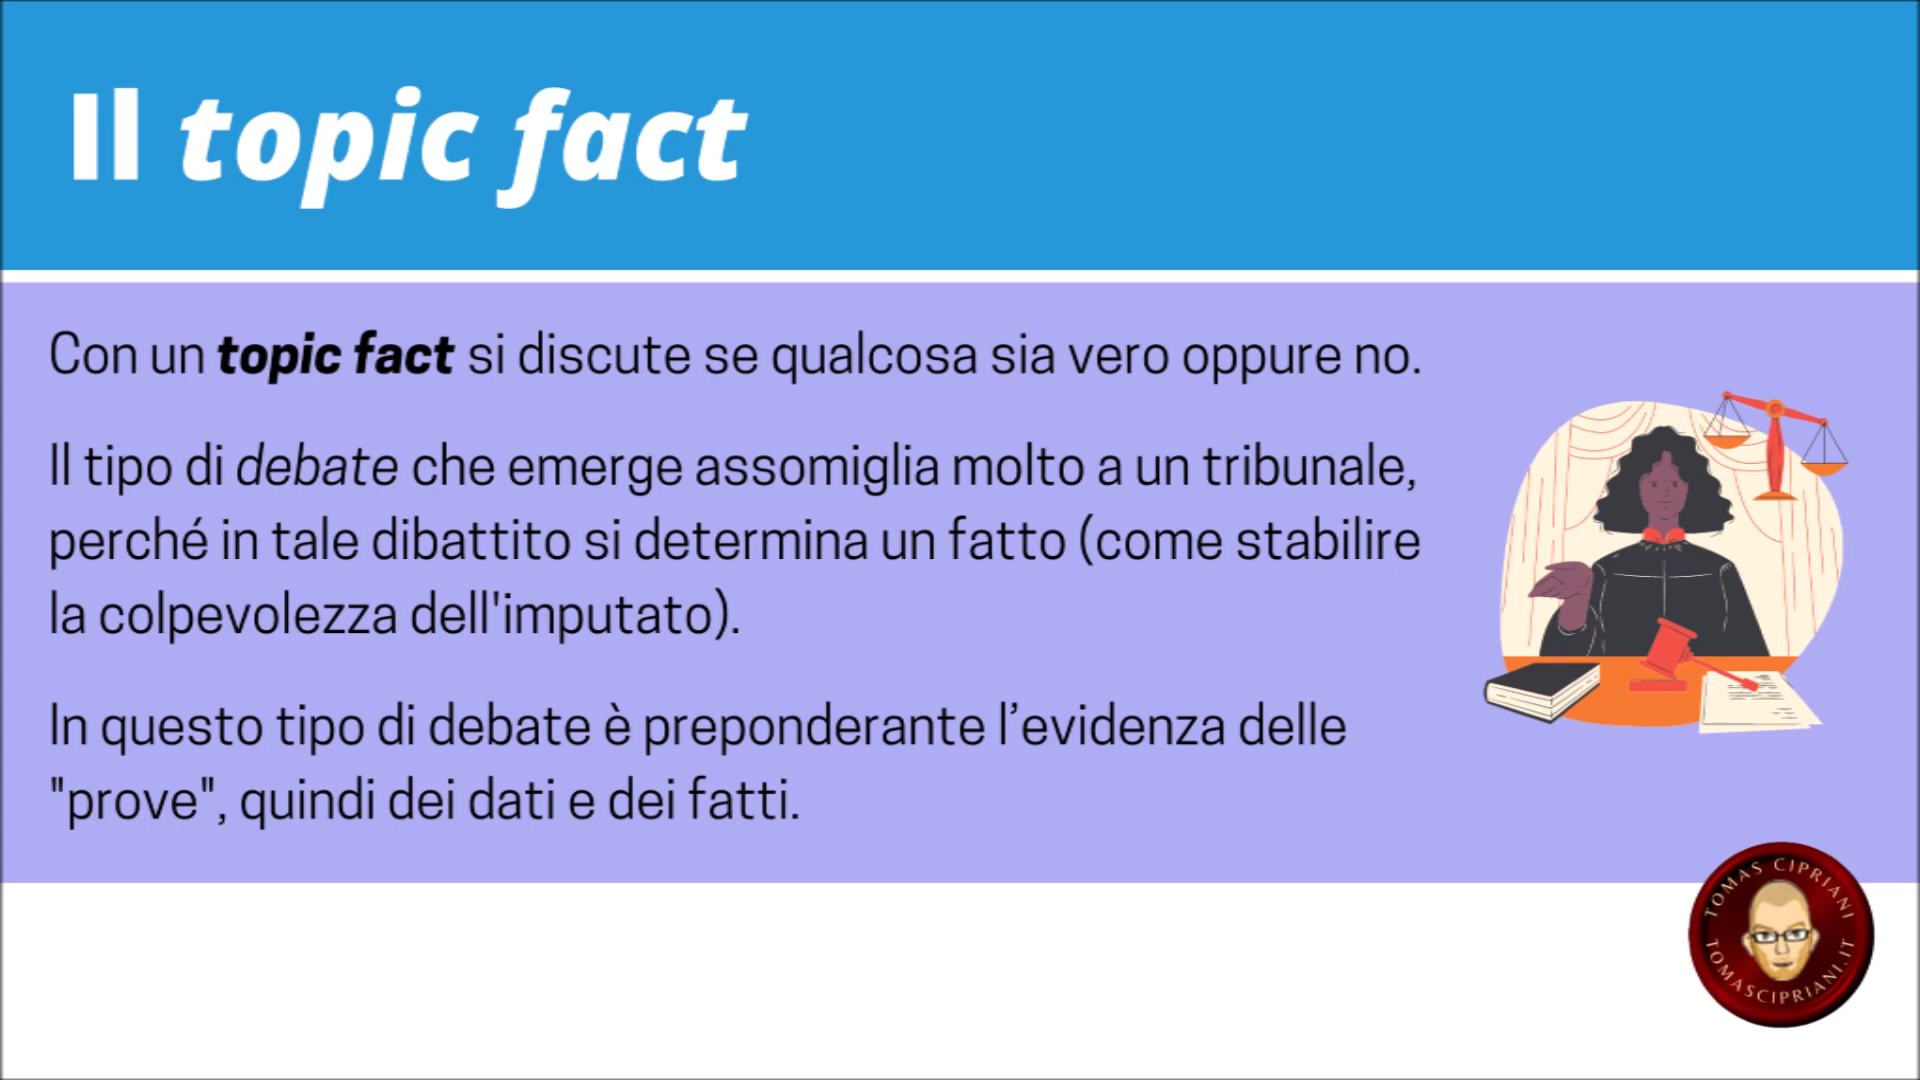 Il topic fact
Con un topic fact si discute se qualcosa sia vero oppure no.
Il tipo di debate che emerge assomiglia molto a un tribunale,
perché in tale dibattito si determina un fatto (come stabilire
la colpevolezza dell'imputato).
In questo tipo di debate è preponderante l’evidenza delle
"prove", quindi dei dati e dei fatti.
TOMAS CIPRIANI
TOMASCIPRIANI.IT